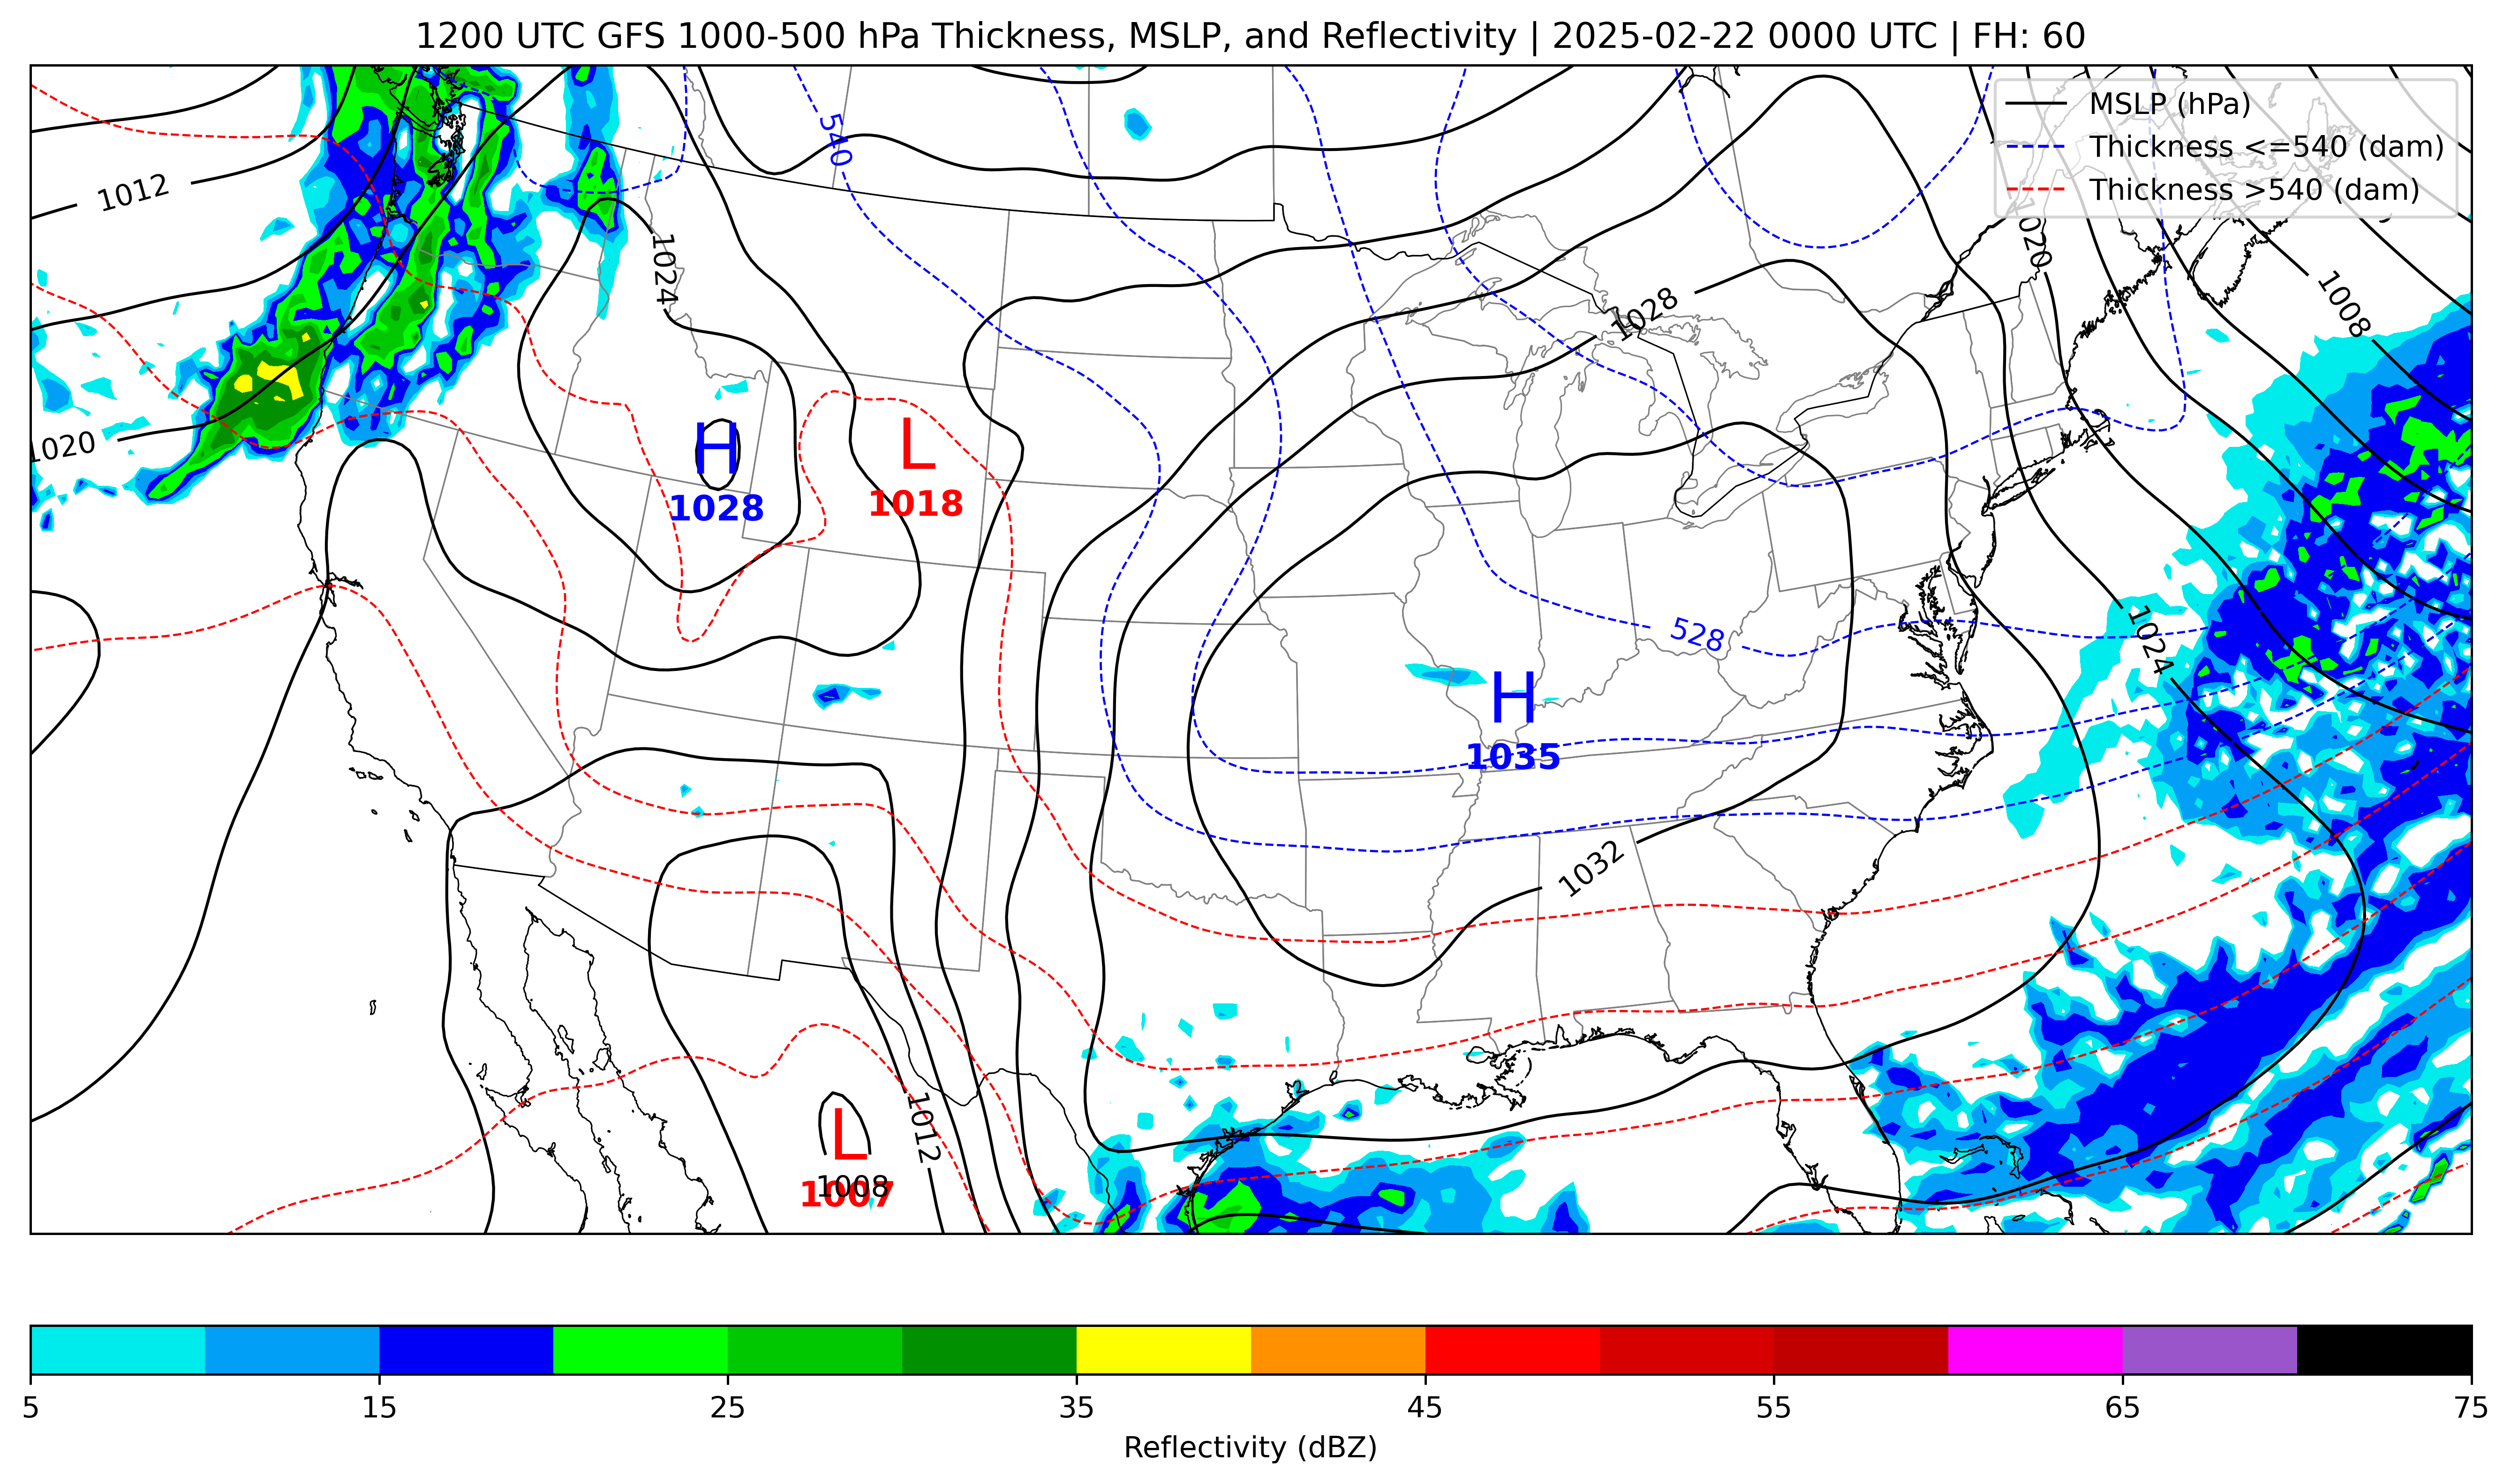 1200 UTC GFS 1000-500 hPa Thickness, MSLP, and Reflectivity | 2025-02-22 0000 UTC | FH: 60
MSLP (hPa)
Thickness <=540 (dam)
Thickness >540 (dam)
540
1012
1020
1024
1028
1008
1020
H
1028
L
1018
528
1024
H
1035
1032
1012
L
1008
1007
5 15 25 35 45 55 65 75
Reflectivity (dBZ)